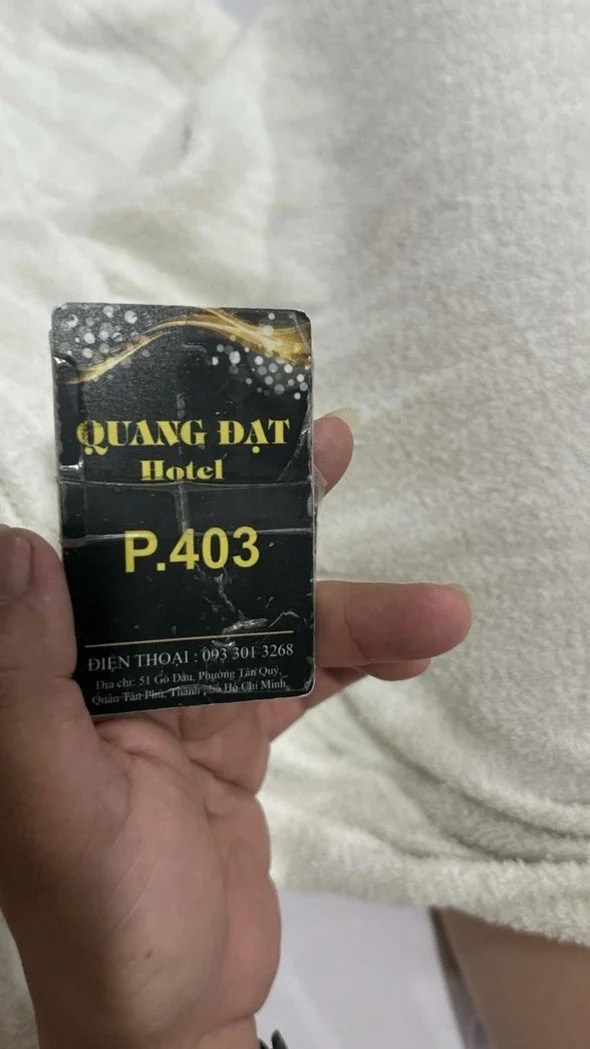 QUANG ĐẠT
Hotel
P.403
ĐIỆN THOẠI : 093 301 3268
Địa chỉ: 51 Gò Dầu, Phường Tân Quý,
Quận Tân Phú, Thành phố Hồ Chí Minh